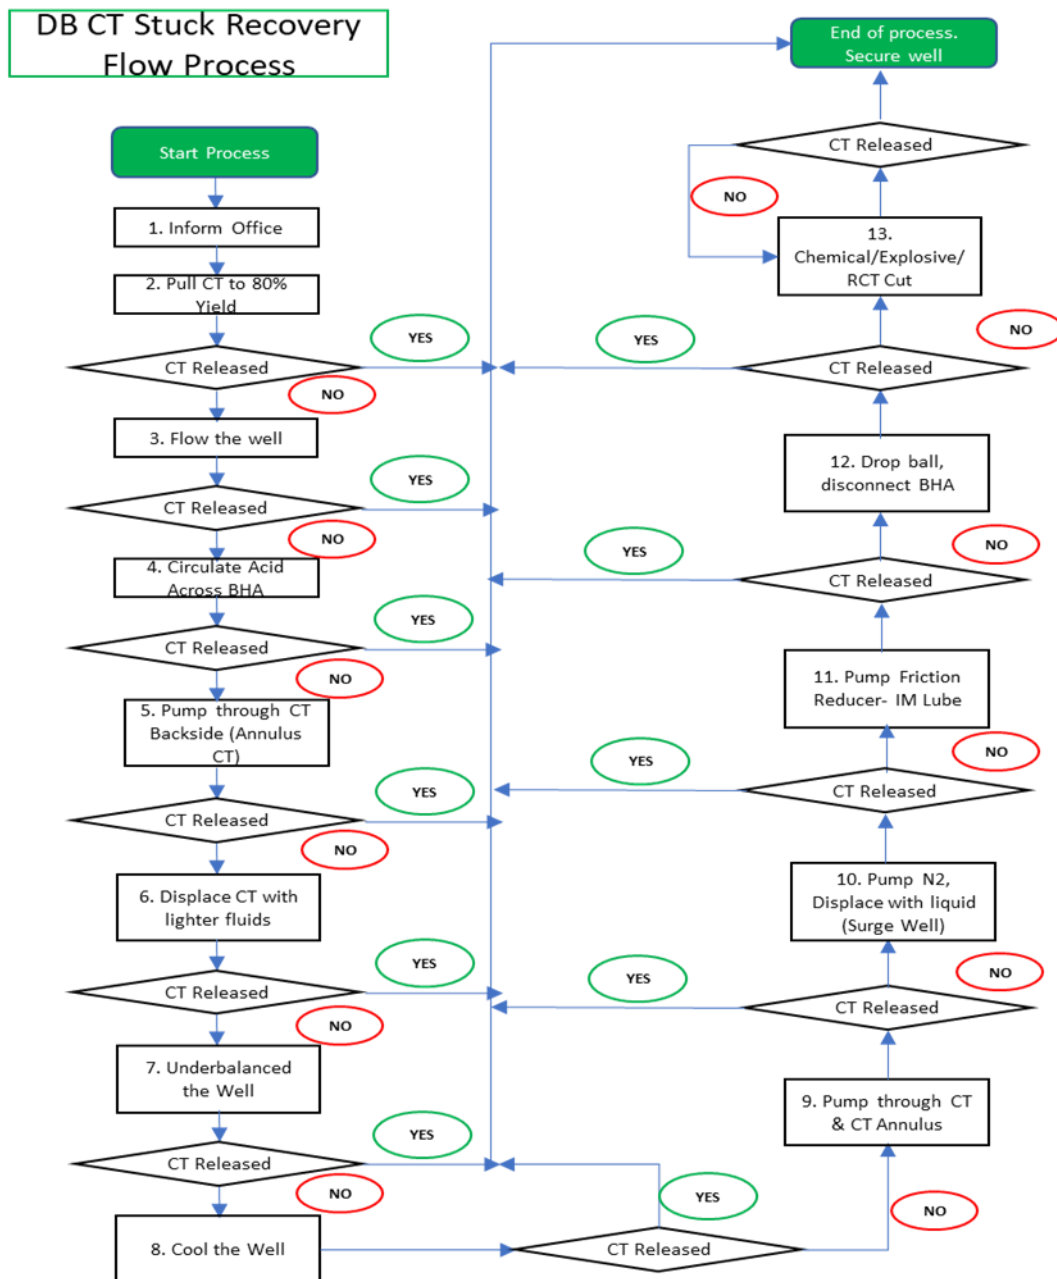 DB CT Stuck Recovery
Flow Process
Start Process
1. Inform Office
2. Pull CT to 80%
Yield
CT Released
YES
NO
3. Flow the well
CT Released
YES
NO
4. Circulate Acid
Across BHA
CT Released
YES
NO
5. Pump through CT
Backside (Annulus
CT)
CT Released
YES
NO
6. Displace CT with
lighter fluids
CT Released
YES
NO
7. Underbalanced
the Well
CT Released
YES
NO
8. Cool the Well
CT Released
YES
NO
9. Pump through CT
& CT Annulus
CT Released
YES
NO
10. Pump N2,
Displace with liquid
(Surge Well)
CT Released
YES
NO
11. Pump Friction
Reducer- IM Lube
CT Released
YES
NO
12. Drop ball,
disconnect BHA
CT Released
YES
NO
13.
Chemical/Explosive/
RCT Cut
CT Released
NO
End of process.
Secure well